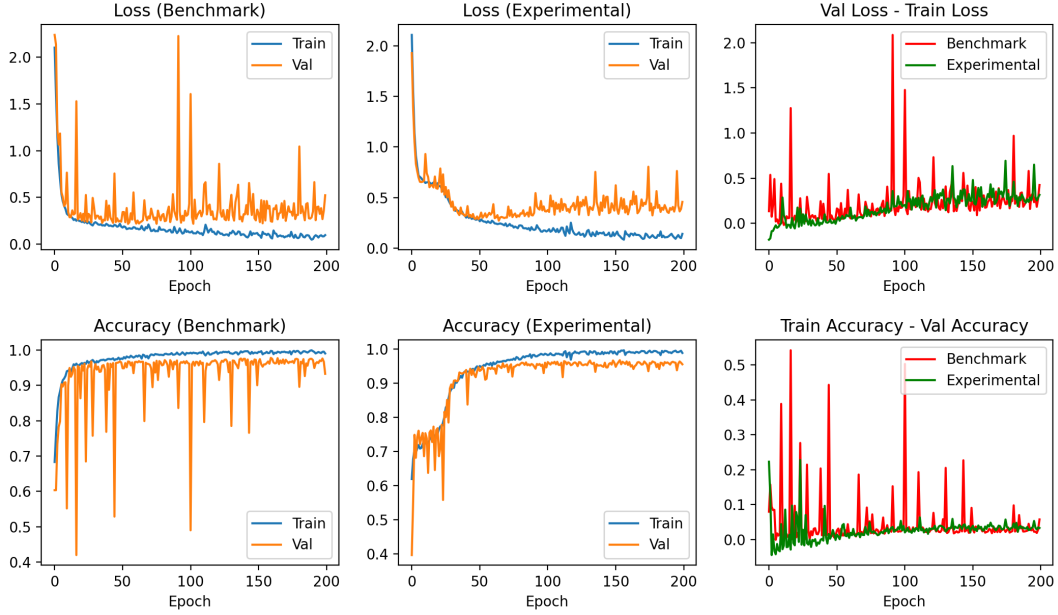 Loss (Benchmark)
2.0
1.5
1.0
0.5
0.0
Train
Val
0 50 100 150 200
Epoch
Loss (Experimental)
2.0
1.5
1.0
0.5
0.0
Train
Val
0 50 100 150 200
Epoch
Val Loss - Train Loss
2.0
1.5
1.0
0.5
0.0
Benchmark
Experimental
0 50 100 150 200
Epoch
Accuracy (Benchmark)
1.0
0.9
0.8
0.7
0.6
0.5
0.4
Train
Val
0 50 100 150 200
Epoch
Accuracy (Experimental)
1.0
0.9
0.8
0.7
0.6
0.5
0.4
Train
Val
0 50 100 150 200
Epoch
Train Accuracy - Val Accuracy
0.5
0.4
0.3
0.2
0.1
0.0
Benchmark
Experimental
0 50 100 150 200
Epoch